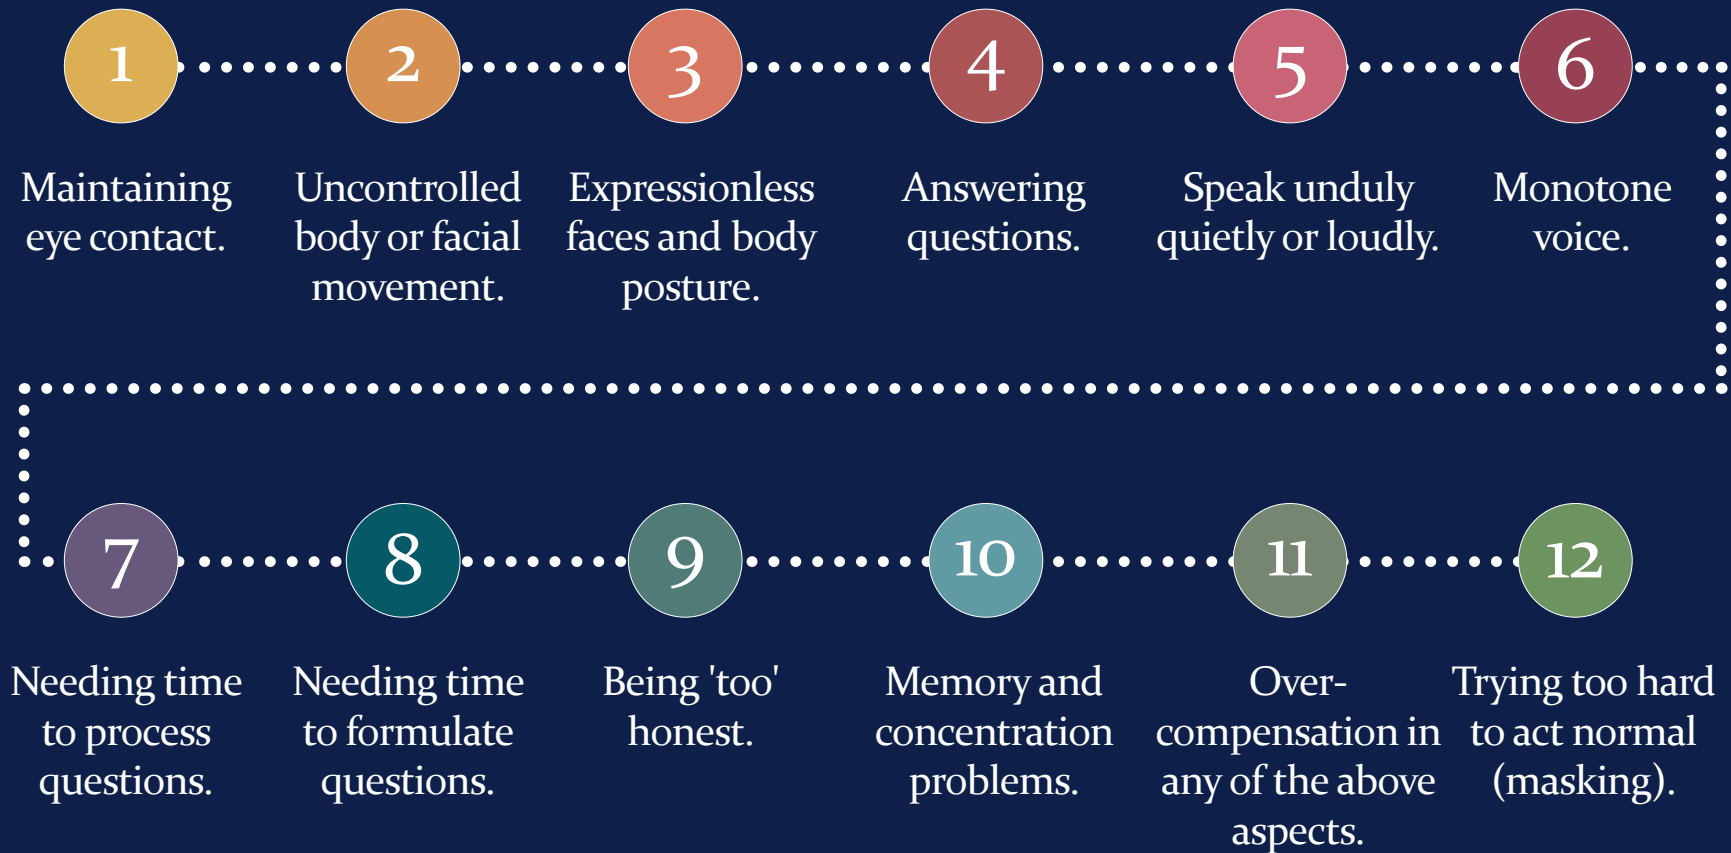 1
Maintaining
eye contact.
2
Uncontrolled
body or facial
movement.
3
Expressionless
faces and body
posture.
4
Answering
questions.
5
Speak unduly
quietly or loudly.
6
Monotone
voice.
7
Needing time
to process
questions.
8
Needing time
to formulate
questions.
9
Being 'too'
honest.
10
Memory and
concentration
problems.
11
Over-
compensation in
any of the above
aspects.
12
Trying too hard
to act normal
(masking).